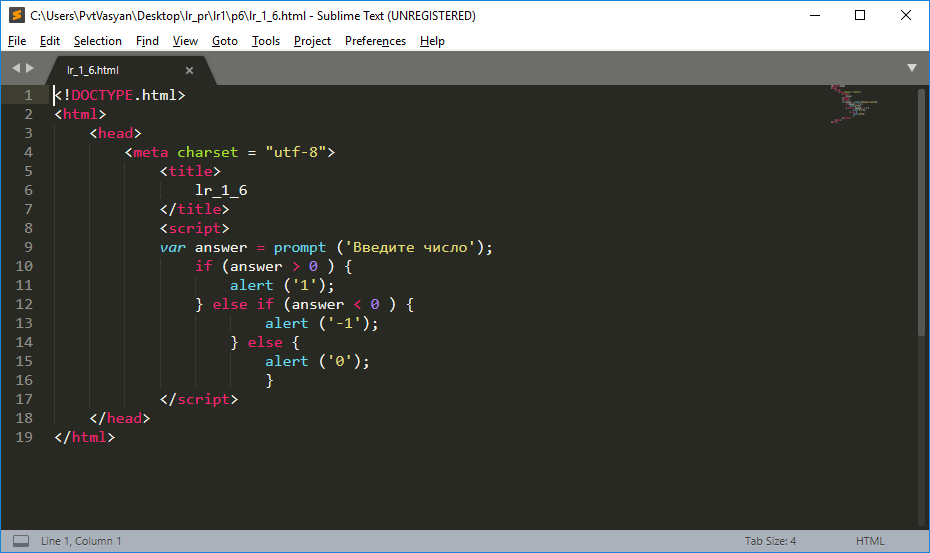 C:\Users\PvtVasyan\Desktop\lr_pr\lr1\p6\lr_1_6.html - Sublime Text (UNREGISTERED)
File Edit Selection Find View Goto Tools Project Preferences Help
lr_1_6.html
1 <!DOCTYPE.html>
2 <html>
3 <head>
4 <meta charset = "utf-8">
5 <title>
6 lr_1_6
7 </title>
8 <script>
9 var answer = prompt ('Введите число');
10 if (answer > 0 ) {
11 alert ('1');
12 } else if (answer < 0 ) {
13 alert ('-1');
14 } else {
15 alert ('0');
16 }
17 </script>
18 </head>
19 </html>
Line 1, Column 1 Tab Size: 4 HTML